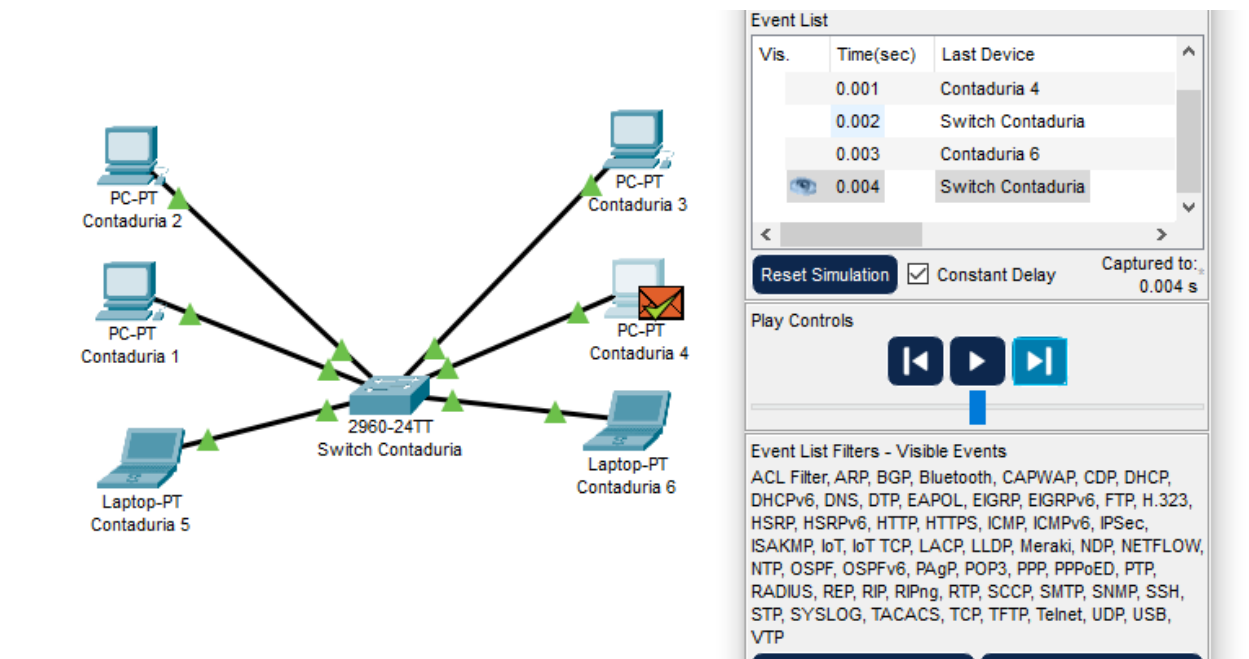 PC-PT
Contaduria 2
PC-PT
Contaduria 1
Laptop-PT
Contaduria 5
2960-24TT
Switch Contaduria
PC-PT
Contaduria 3
PC-PT
Contaduria 4
Laptop-PT
Contaduria 6
Event List
Vis. Time(sec) Last Device
0.001 Contaduria 4
0.002 Switch Contaduria
0.003 Contaduria 6
0.004 Switch Contaduria
Reset Simulation Constant Delay Captured to:
0.004 s
Play Controls
Event List Filters - Visible Events
ACL Filter, ARP, BGP, Bluetooth, CAPWAP, CDP, DHCP,
DHCPv6, DNS, DTP, EAPOL, EIGRP, EIGRPv6, FTP, H.323,
HSRP, HSRPv6, HTTP, HTTPS, ICMP, ICMPv6, IPSec,
ISAKMP, IoT, IoT TCP, LACP, LLDP, Meraki, NDP, NETFLOW,
NTP, OSPF, OSPFv6, PAgP, POP3, PPP, PPPoED, PTP,
RADIUS, REP, RIP, RIPng, RTP, SCCP, SMTP, SNMP, SSH,
STP, SYSLOG, TACACS, TCP, TFTP, Telnet, UDP, USB,
VTP